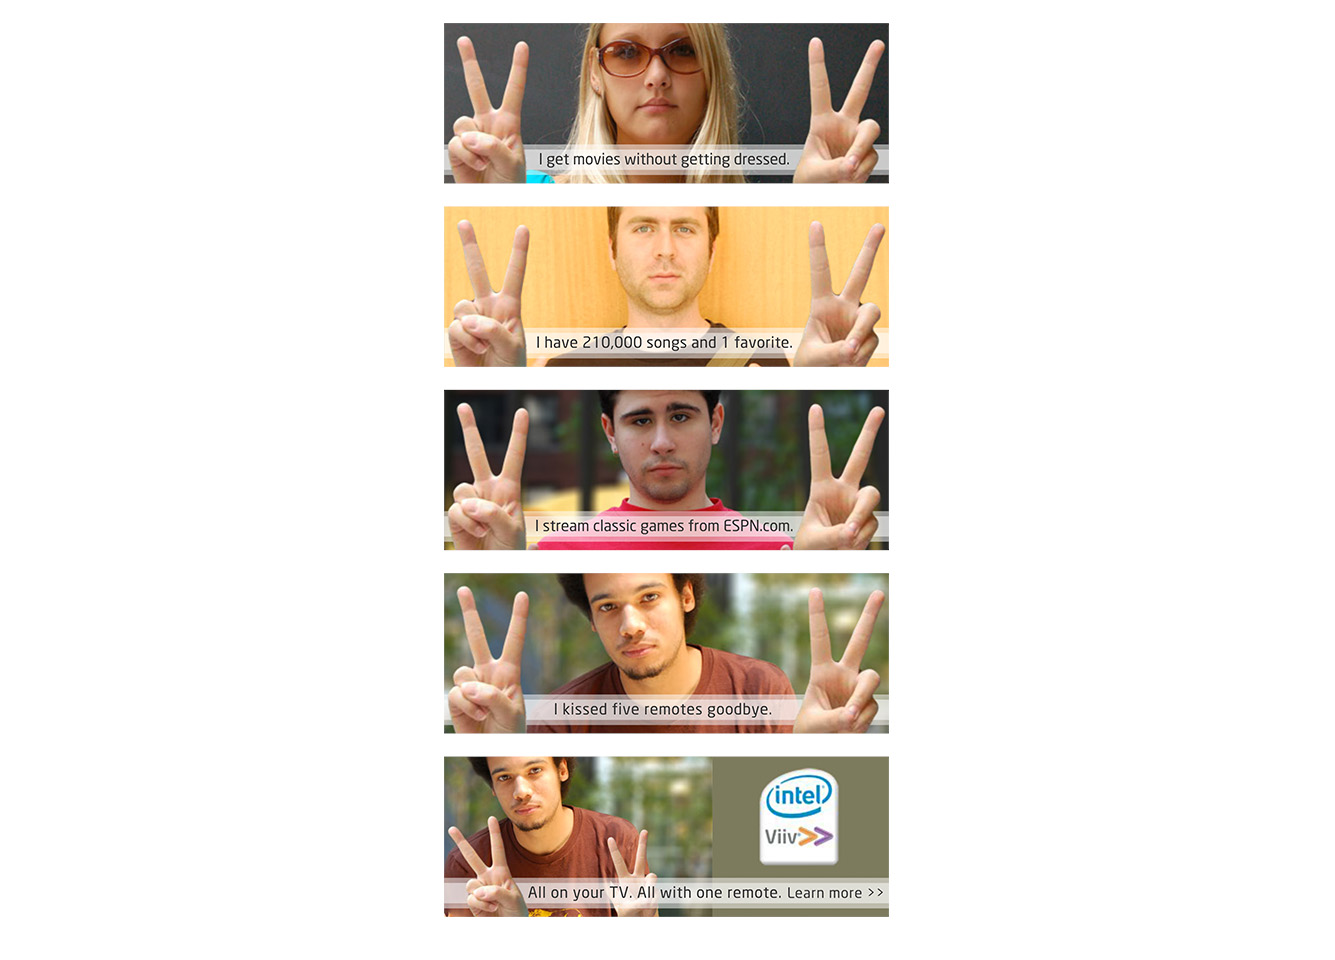 I get movies without getting dressed.
I have 210,000 songs and 1 favorite.
I stream classic games from ESPN.com.
I kissed five remotes goodbye.
intel
Viiv
All on your TV. All with one remote. Learn more >>